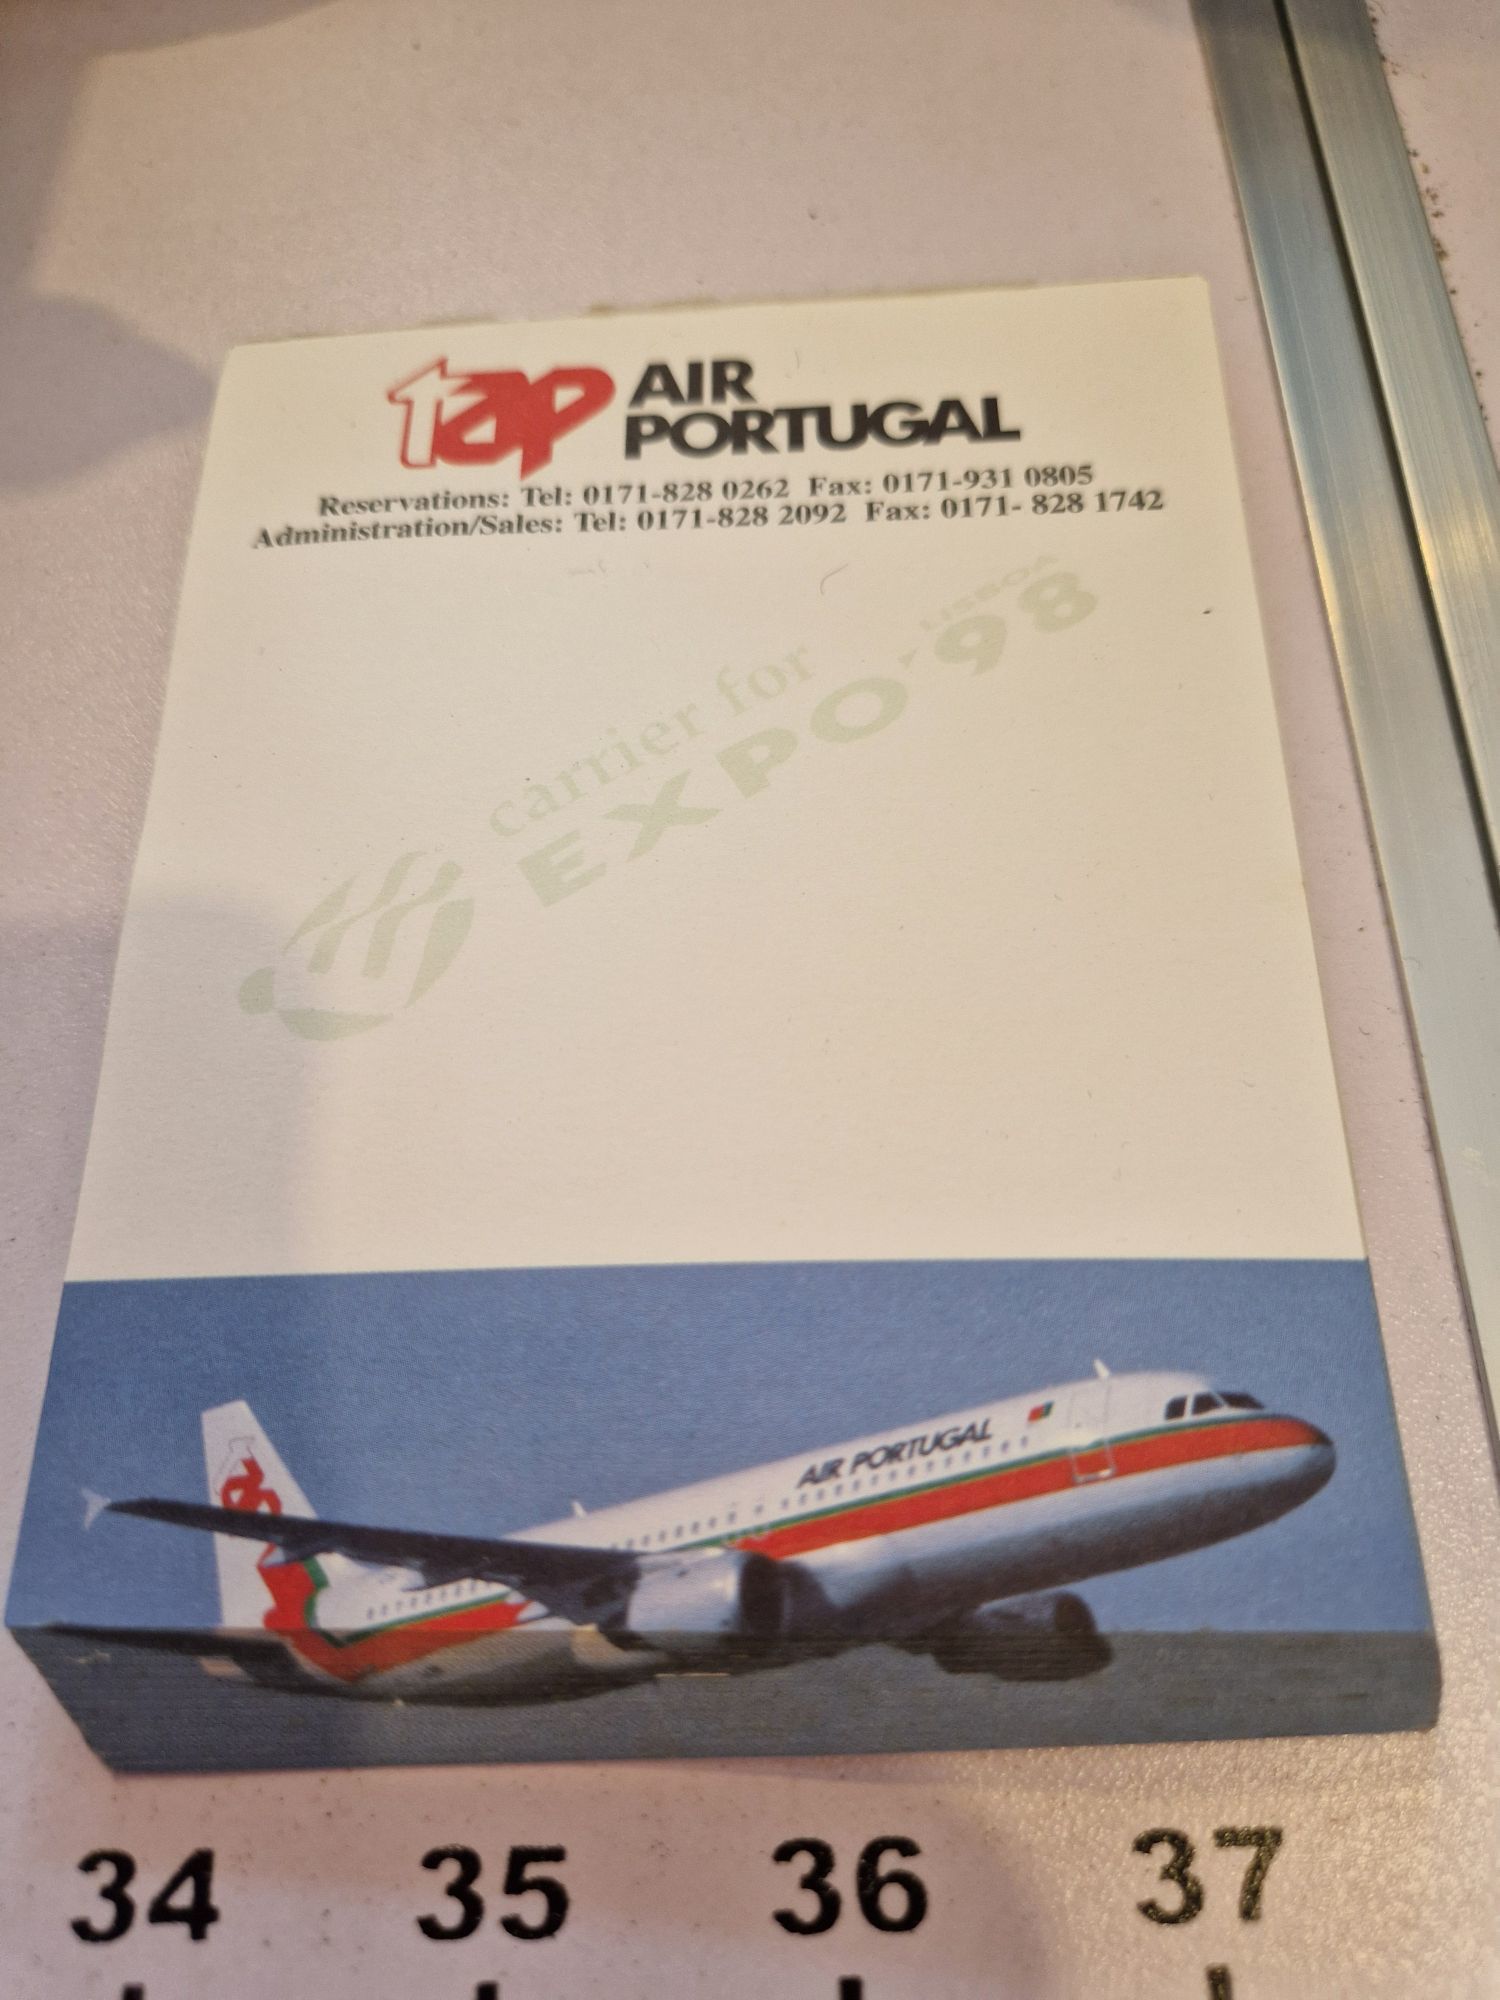 tap AIR
PORTUGAL
Reservations: Tel: 0171-828 0262 Fax: 0171-931 0805
Administration/Sales: Tel: 0171-828 2092 Fax: 0171- 828 1742
carrier for
LISBOA
EXPO '98
AIR PORTUGAL
34 35 36 37